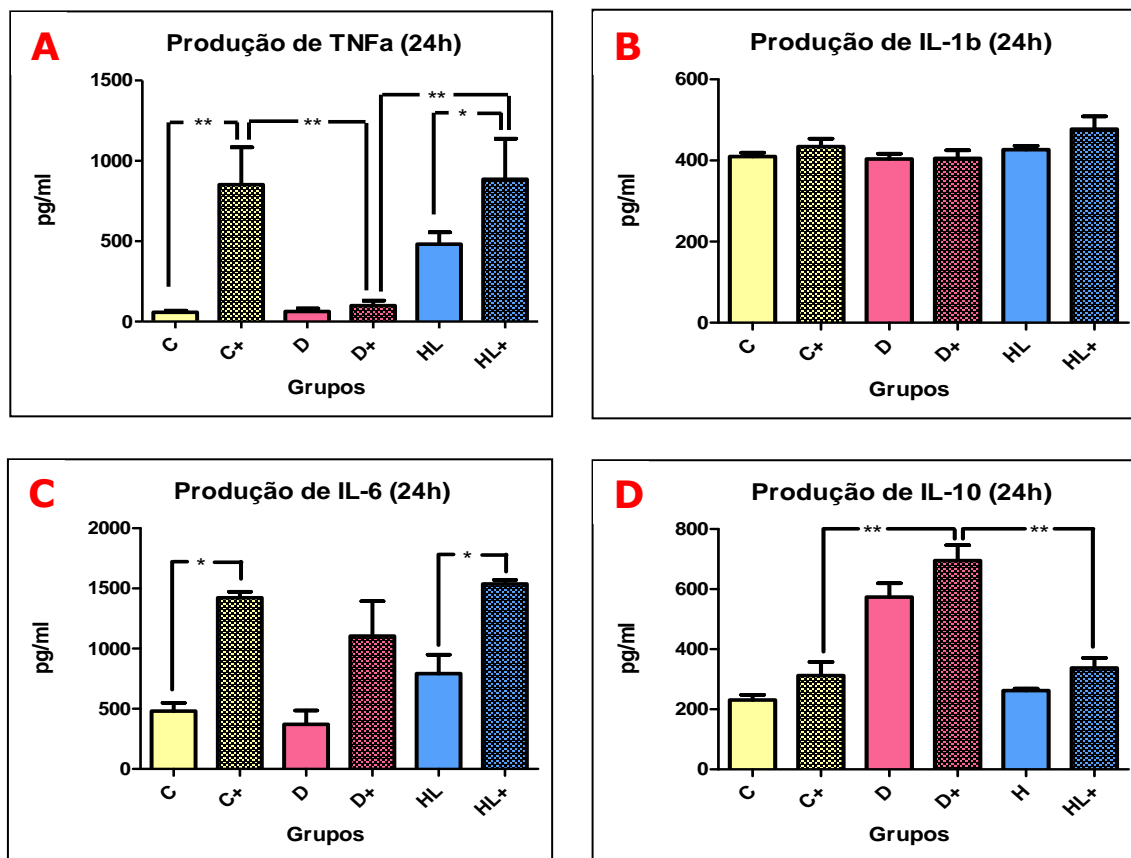 A
Produção de TNFa (24h)
1500
1000
500
0
pg/ml
**
**
**
*
C
C+
D
D+
HL
HL+
Grupos
B
Produção de IL-1b (24h)
600
400
200
0
pg/ml
C
C+
D
D+
HL
HL+
Grupos
C
Produção de IL-6 (24h)
2000
1500
1000
500
0
pg/ml
*
*
C
C+
D
D+
HL
HL+
Grupos
D
Produção de IL-10 (24h)
800
600
400
200
0
pg/ml
**
**
C
C+
D
D+
H
HL+
Grupos